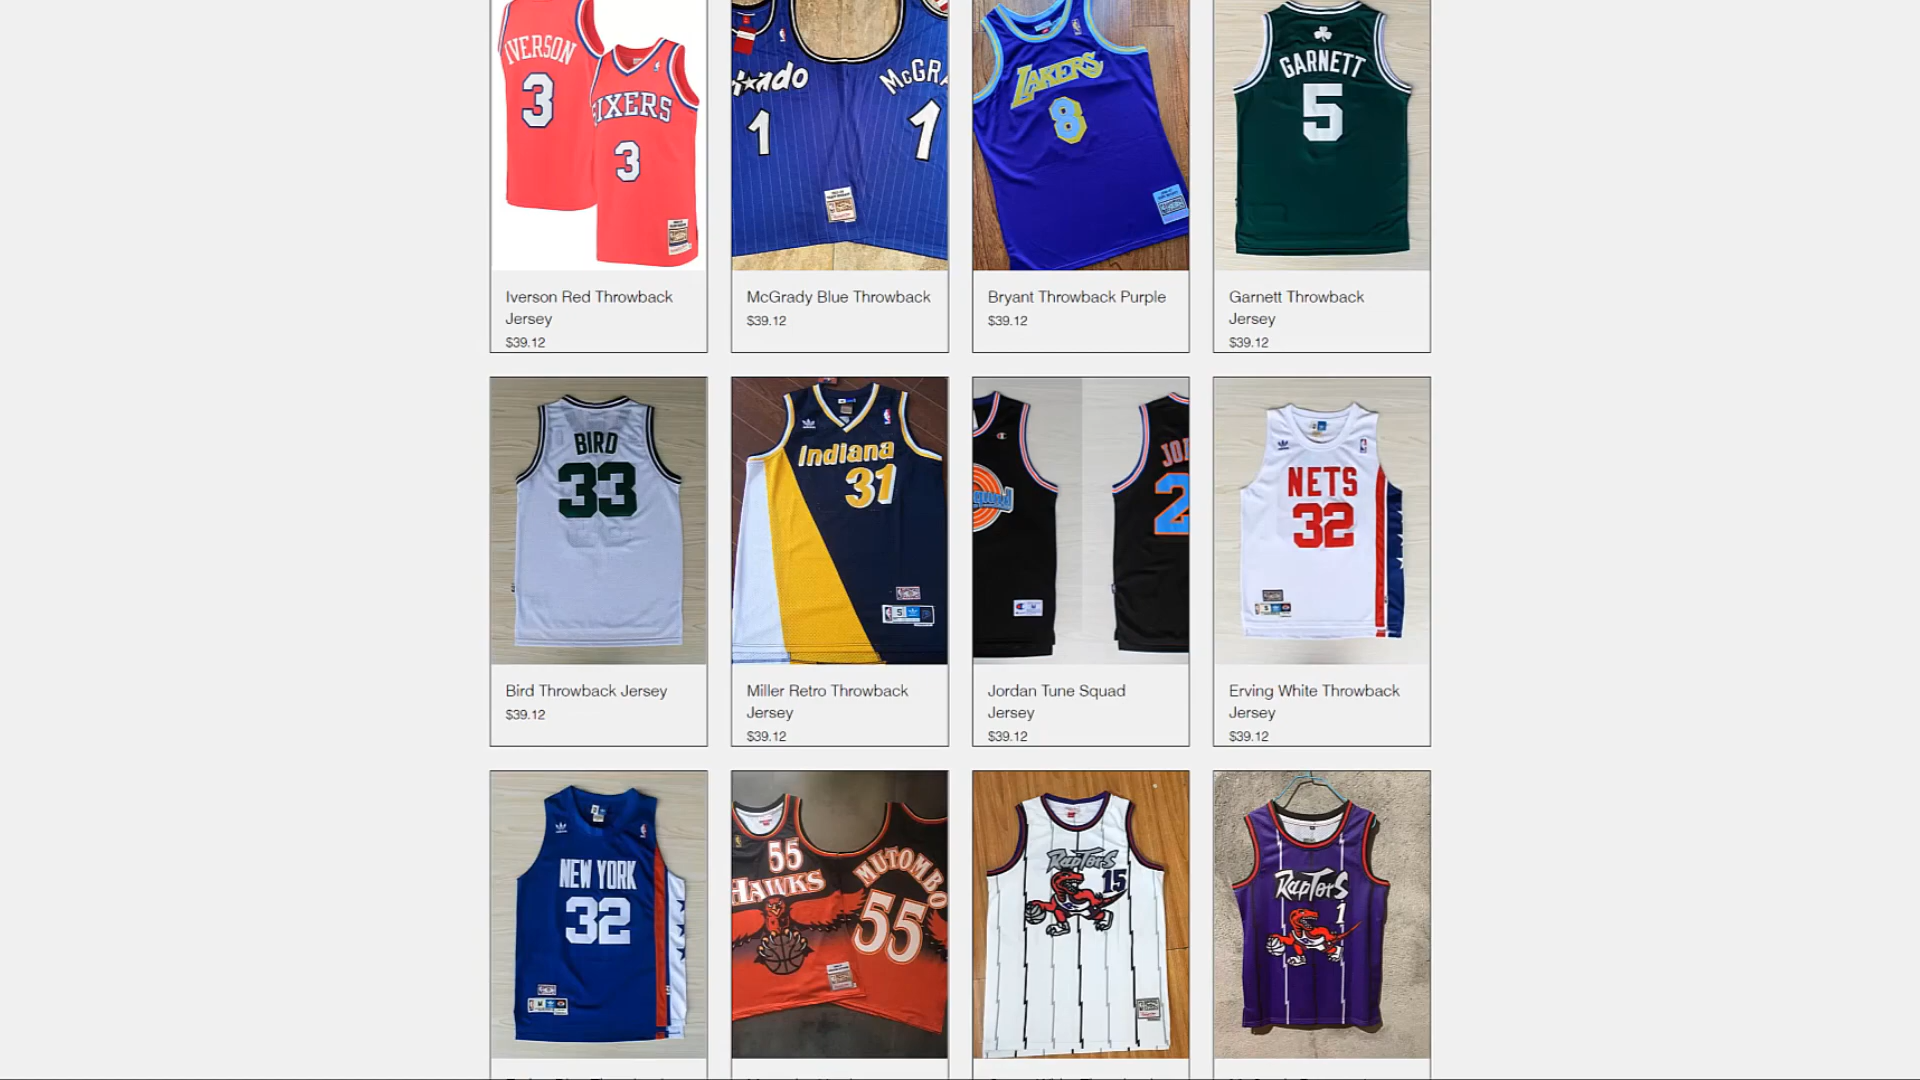 IVERSON
3
SIXERS
3
1
McGRA
1
LAKERS
8
GARNETT
5
Iverson Red Throwback
Jersey
$39.12
McGrady Blue Throwback
$39.12
Bryant Throwback Purple
$39.12
Garnett Throwback
Jersey
$39.12
BIRD
33
Indiana
31
S
JOR
2
NETS
32
Bird Throwback Jersey
$39.12
Miller Retro Throwback
Jersey
$39.12
Jordan Tune Squad
Jersey
$39.12
Erving White Throwback
Jersey
$39.12
NEW YORK
32
55
HAWKS
MUTOMBO
55
RAPTORS
15
RAPTORS
1